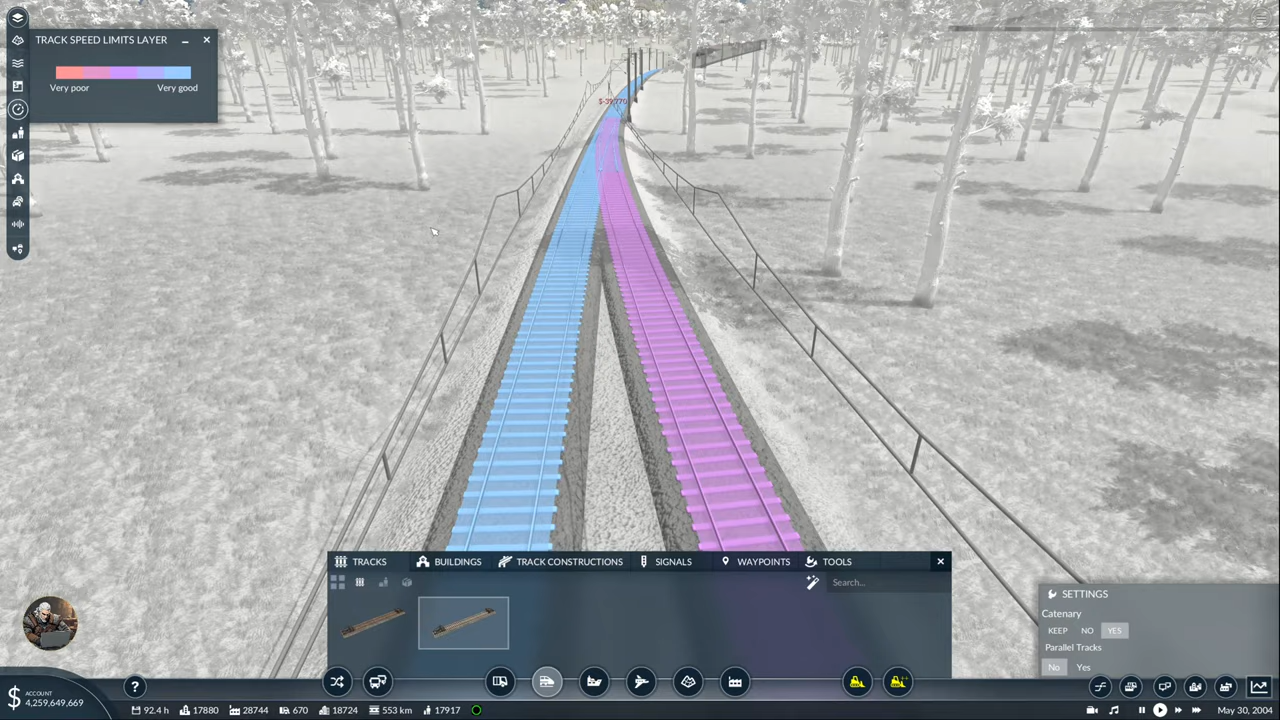 TRACK SPEED LIMITS LAYER
Very poor Very good
TRACKS BUILDINGS TRACK CONSTRUCTIONS SIGNALS WAYPOINTS TOOLS
Search...
SETTINGS
Catenary
KEEP NO YES
Parallel Tracks
No Yes
ACCOUNT
4,259,649,669
?
92.4 h 17880 28744 670 18724 553 km 17917 May 30, 2004